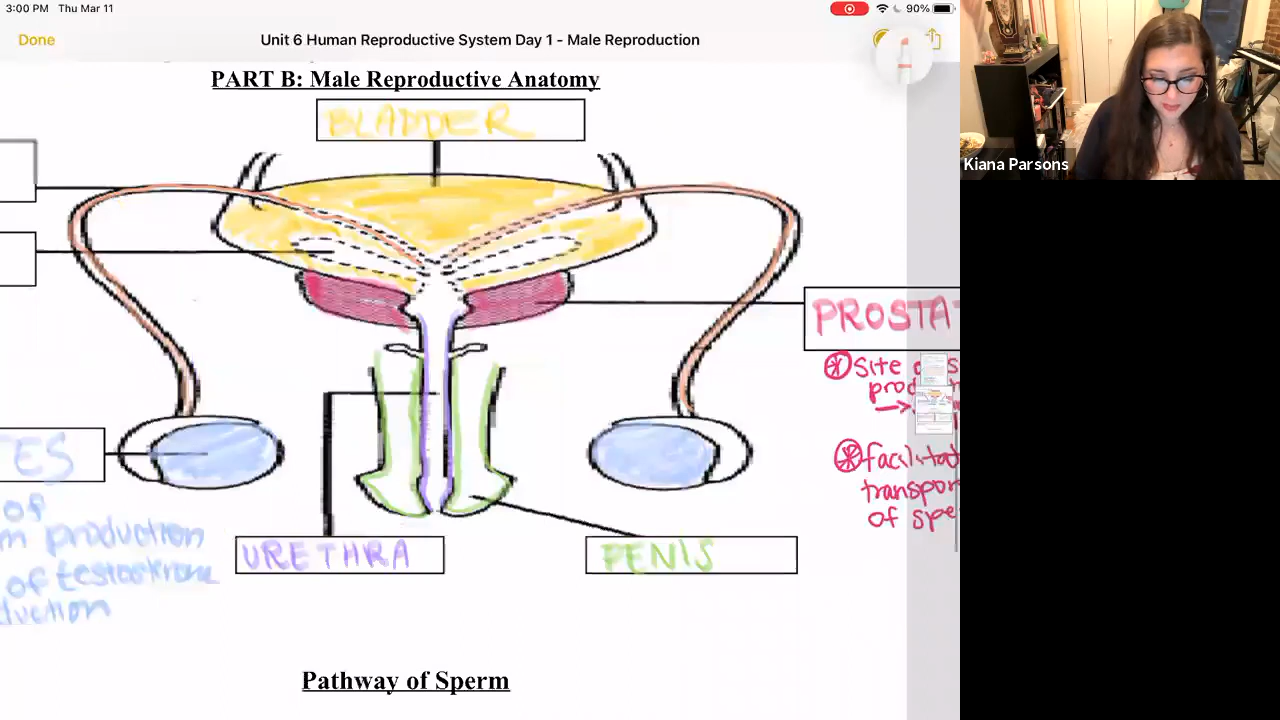 3:00 PM Thu Mar 11
90%
Done
Unit 6 Human Reproductive System Day 1 - Male Reproduction
PART B: Male Reproductive Anatomy
BLADDER
Kiana Parsons
PROSTA
Site
facilitat
transpor
of spe
TES
of
m production
of testosterone
duction
URETHRA
PENIS
Pathway of Sperm